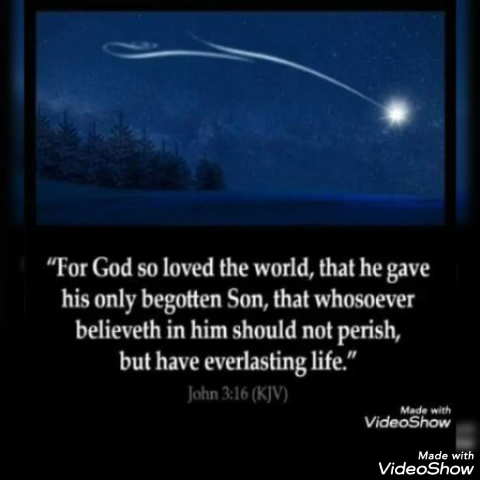 “For God so loved the world, that he gave
his only begotten Son, that whosoever
believeth in him should not perish,
but have everlasting life.”
John 3:16 (KJV)
Made with
VideoShow
Made with
VideoShow